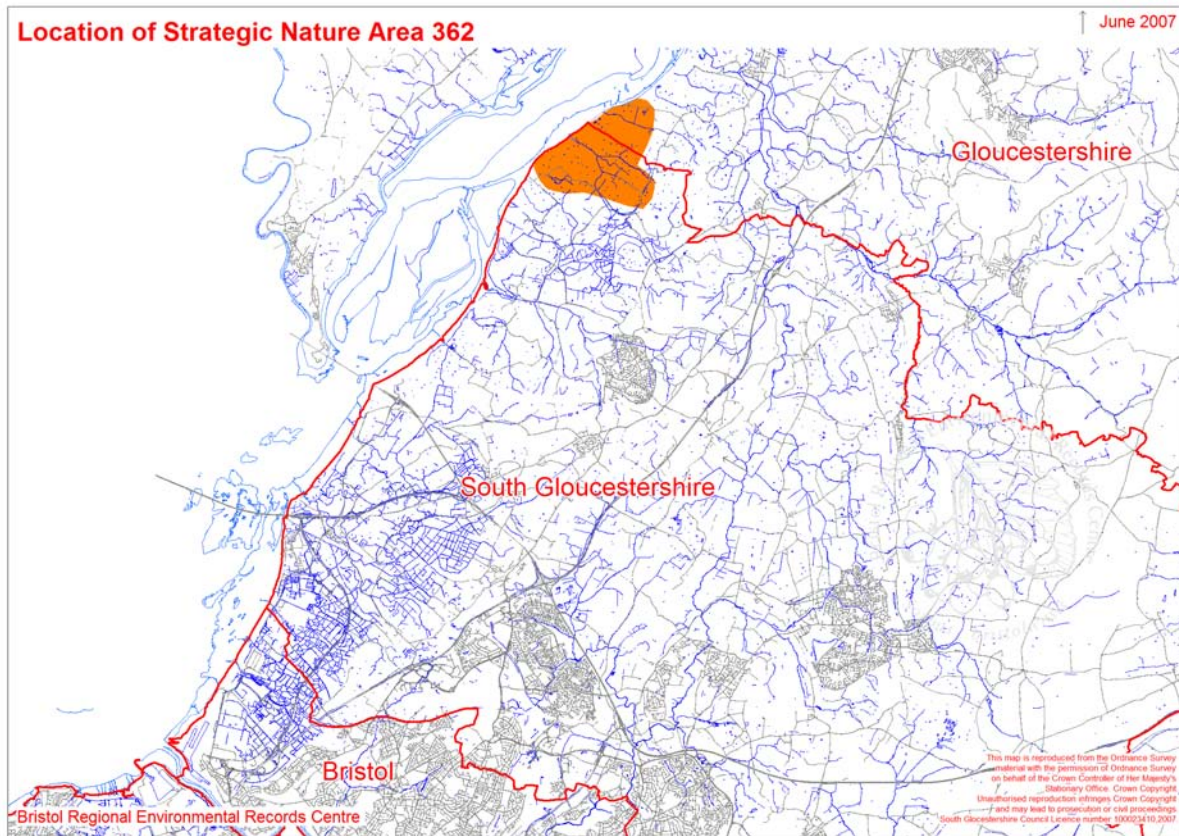 Location of Strategic Nature Area 362
June 2007
Gloucestershire
South Gloucestershire
Bristol
This map is reproduced from the Ordnance Survey
material with the permission of Ordnance Survey
on behalf of the Crown Controller of Her Majesty's
Stationary Office. Crown Copyright
Unauthorised reproduction infringes Crown Copyright
and may lead to prosecution or civil proceedings
South Gloucestershire Council Licence number 100023410,2007
Bristol Regional Environmental Records Centre